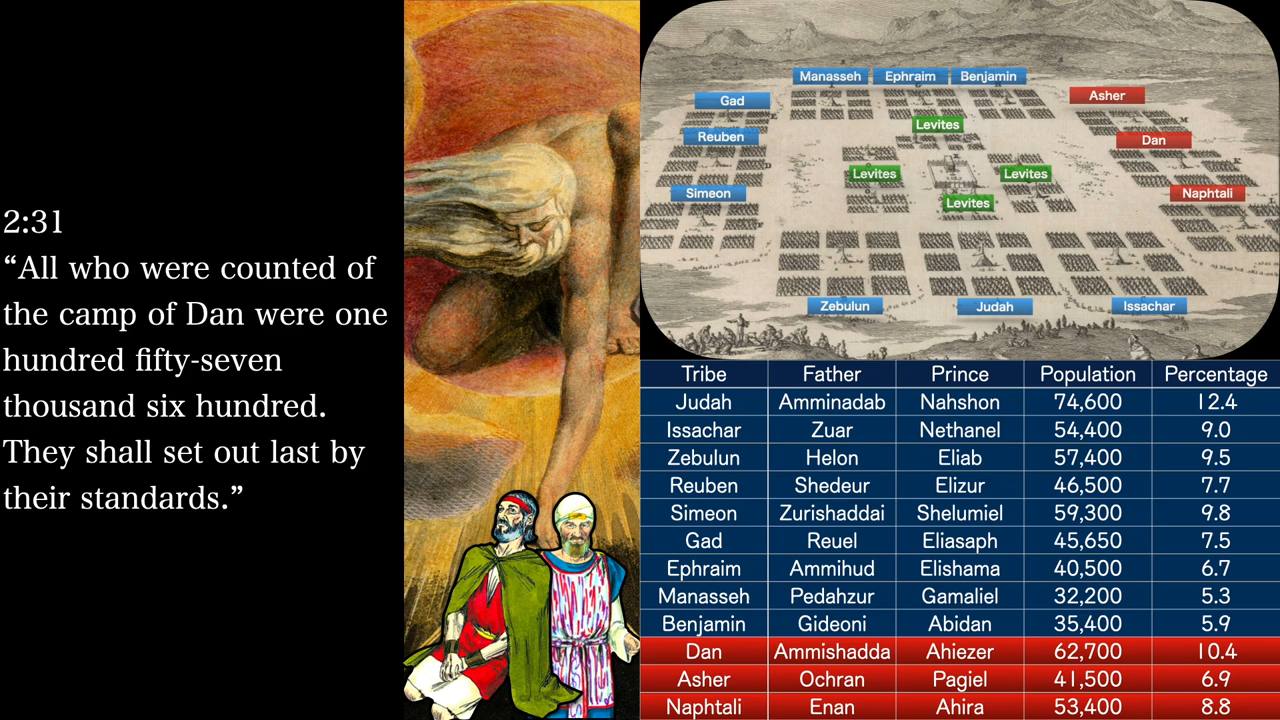 2:31
“All who were counted of
the camp of Dan were one
hundred fifty-seven
thousand six hundred.
They shall set out last by
their standards.”
Manasseh Ephraim Benjamin
Gad Asher
Levites
Reuben Dan
Levites Levites
Simeon Naphtali
Levites
Zebulun Judah Issachar
Tribe Father Prince Population Percentage
Judah Amminadab Nahshon 74,600 12.4
Issachar Zuar Nethanel 54,400 9.0
Zebulun Helon Eliab 57,400 9.5
Reuben Shedeur Elizur 46,500 7.7
Simeon Zurishaddai Shelumiel 59,300 9.8
Gad Reuel Eliasaph 45,650 7.5
Ephraim Ammihud Elishama 40,500 6.7
Manasseh Pedahzur Gamaliel 32,200 5.3
Benjamin Gideoni Abidan 35,400 5.9
Dan Ammishadda Ahiezer 62,700 10.4
Asher Ochran Pagiel 41,500 6.9
Naphtali Enan Ahira 53,400 8.8